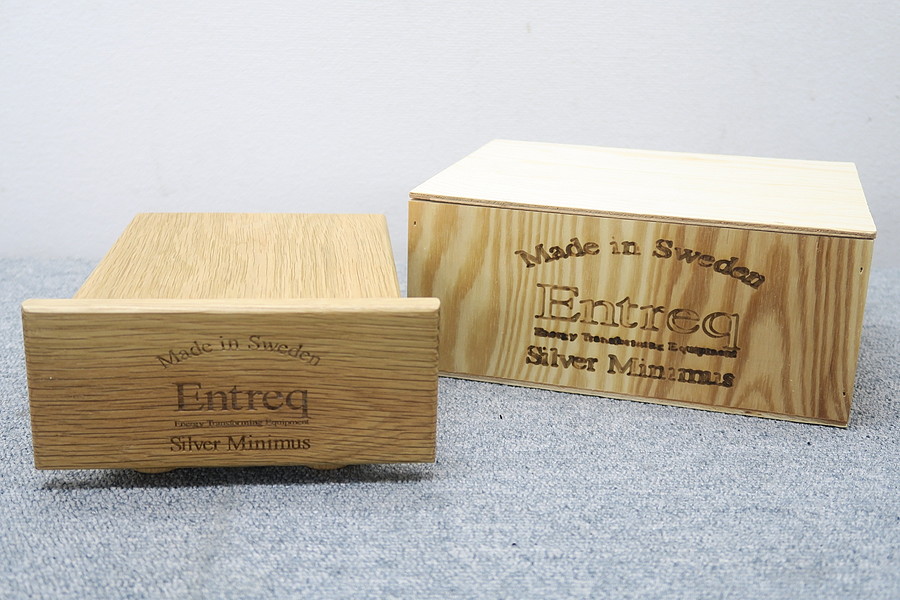 Made in Sweden
Entreq
Energy Transforming Equipment
Silver Minimus
Made in Sweden
Entreq
Energy Transforming Equipment
Silver Minimus